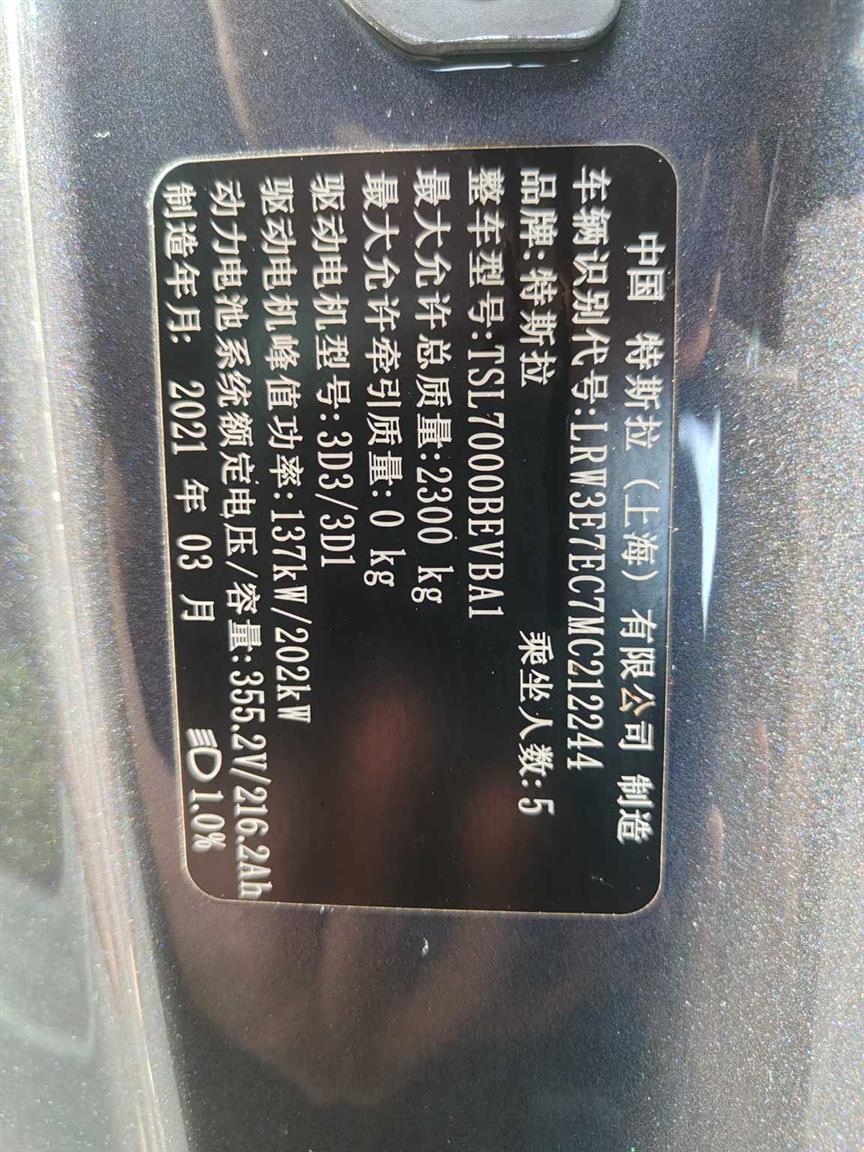 中国 特斯拉（上海）有限公司 制造
车辆识别代号:LRW3E7EC7MC212244
品牌:特斯拉 乘坐人数:5
整车型号:TSL7000BEVBA1
最大允许总质量:2300 kg
最大允许牵引质量:0 kg
驱动电机型号:3D3/3D1
驱动电机峰值功率:137kW/202kW
动力电池系统额定电压/容量:355.2V/216.2Ah
制造年月: 2021 年 03 月 1.0%